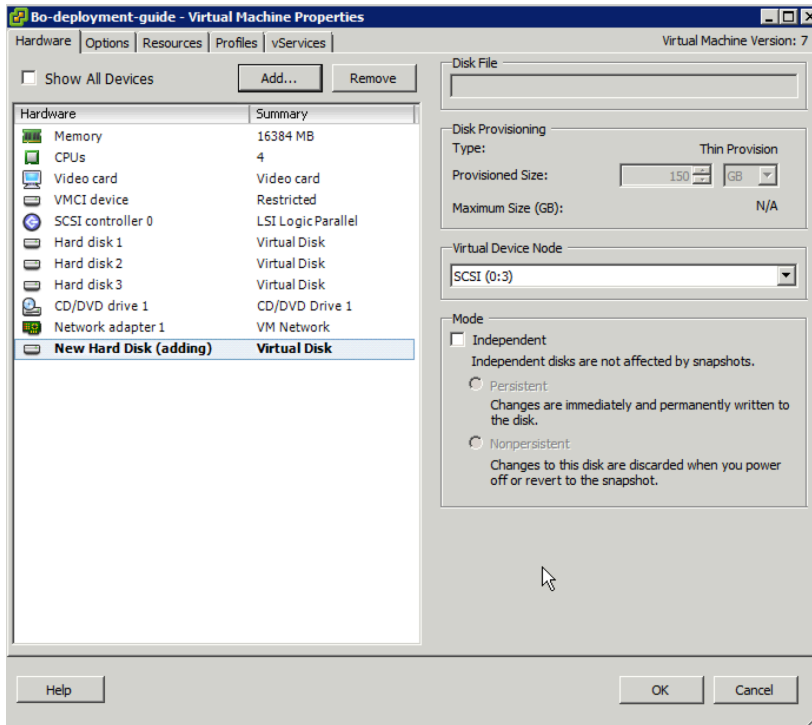 Bo-deployment-guide - Virtual Machine Properties
Hardware Options Resources Profiles vServices Virtual Machine Version: 7
Show All Devices Add... Remove
Hardware Summary
Memory 16384 MB
CPUs 4
Video card Video card
VMCI device Restricted
SCSI controller 0 LSI Logic Parallel
Hard disk 1 Virtual Disk
Hard disk 2 Virtual Disk
Hard disk 3 Virtual Disk
CD/DVD drive 1 CD/DVD Drive 1
Network adapter 1 VM Network
New Hard Disk (adding) Virtual Disk
Disk File
Disk Provisioning
Type: Thin Provision
Provisioned Size: 150 GB
Maximum Size (GB): N/A
Virtual Device Node
SCSI (0:3)
Mode
Independent
Independent disks are not affected by snapshots.
Persistent
Changes are immediately and permanently written to
the disk.
Nonpersistent
Changes to this disk are discarded when you power
off or revert to the snapshot.
Help OK Cancel